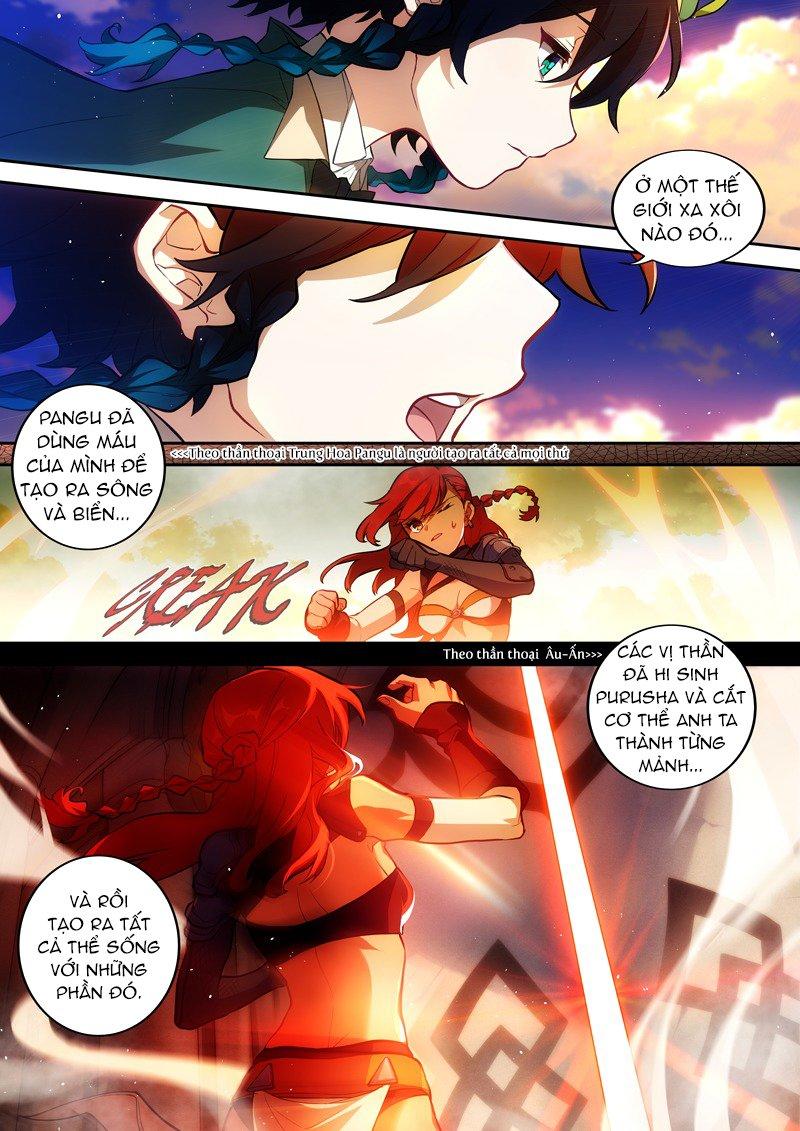 Ở MỘT THẾ
GIỚI XA XÔI
NÀO ĐÓ...
PANGU ĐÃ
DÙNG MÁU
CỦA MÌNH ĐỂ
TẠO RA SÔNG
VÀ BIỂN...
<<<Theo thần thoại Trung Hoa Pangu là người tạo ra tất cả mọi thứ
CREAK
Theo thần thoại Âu-Ấn>>>
CÁC VỊ THẦN
ĐÃ HI SINH
PURUSHA VÀ CẮT
CƠ THỂ ANH TA
THÀNH TỪNG
MẢNH...
VÀ RỒI
TẠO RA TẤT
CẢ THỂ SỐNG
VỚI NHỮNG
PHẦN ĐÓ.